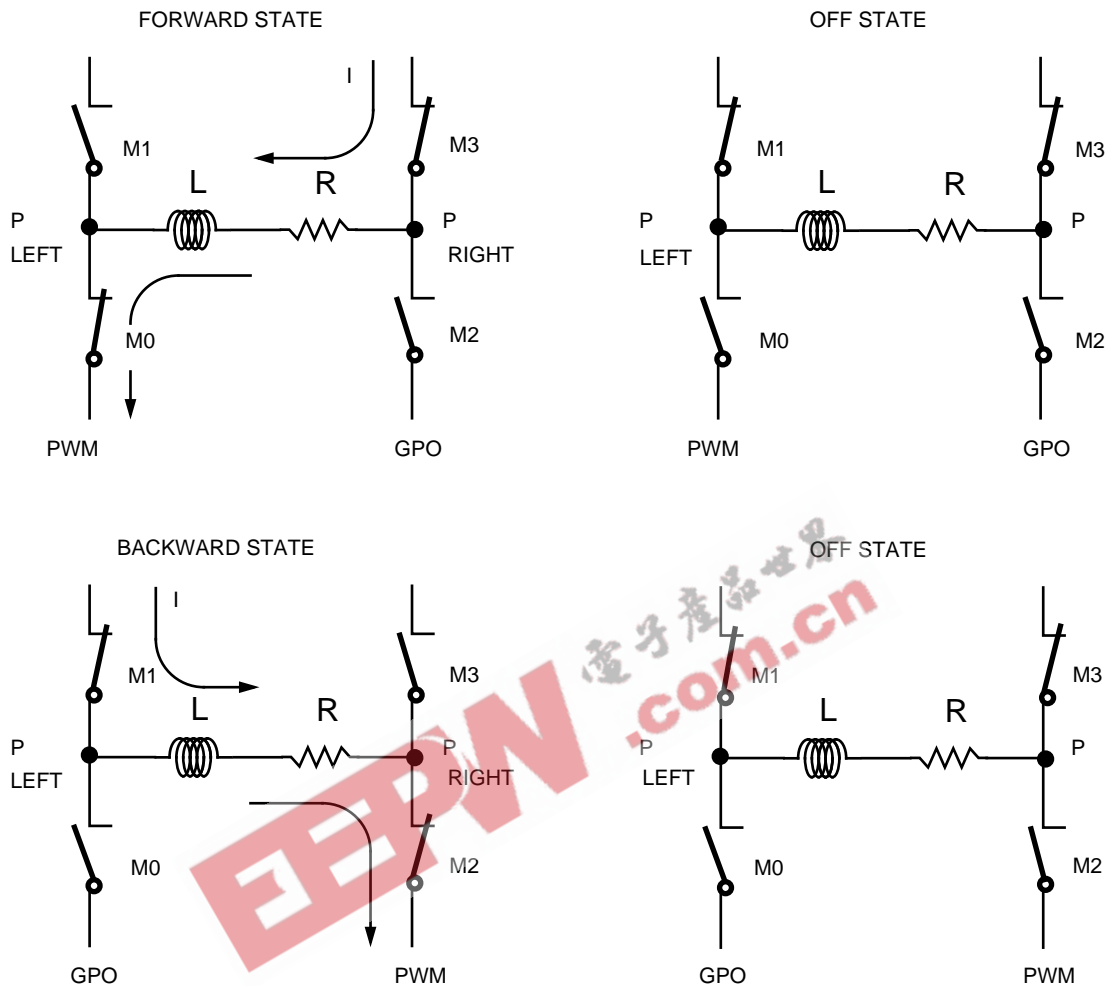 FORWARD STATE
OFF STATE
I
M1
M3
L
R
P
LEFT
P
RIGHT
M0
M2
PWM
GPO
M1
M3
L
R
P
LEFT
P
M0
M2
PWM
GPO
BACKWARD STATE
OFF STATE
I
M1
M3
L
R
P
LEFT
P
RIGHT
M0
M2
GPO
PWM
M1
M3
L
R
P
LEFT
P
M0
M2
GPO
PWM
EEPW
.com.cn
電子產品世界